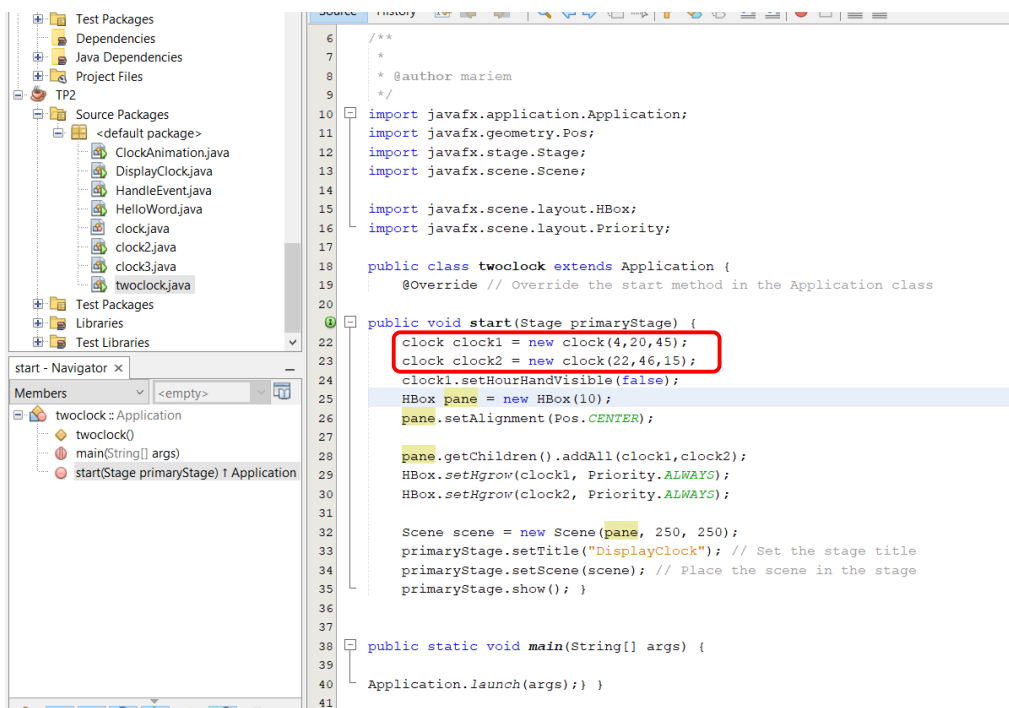 Test Packages
Dependencies
Java Dependencies
Project Files
TP2
Source Packages
<default package>
ClockAnimation.java
DisplayClock.java
HandleEvent.java
HelloWord.java
clock.java
clock2.java
clock3.java
twoclock.java
Test Packages
Libraries
Test Libraries
start - Navigator ×
Members
<empty>
twoclock :: Application
twoclock()
main(String[] args)
start(Stage primaryStage) ↑ Application
Source History
6 /**
7 *
8 * @author mariem
9 */
10 import javafx.application.Application;
11 import javafx.geometry.Pos;
12 import javafx.stage.Stage;
13 import javafx.scene.Scene;
14
15 import javafx.scene.layout.HBox;
16 import javafx.scene.layout.Priority;
17
18 public class twoclock extends Application {
19 @Override // Override the start method in the Application class
20
public void start(Stage primaryStage) {
22 clock clock1 = new clock(4,20,45);
23 clock clock2 = new clock(22,46,15);
24 clock1.setHourHandVisible(false);
25 HBox pane = new HBox(10);
26 pane.setAlignment(Pos.CENTER);
27
28 pane.getChildren().addAll(clock1,clock2);
29 HBox.setHgrow(clock1, Priority.ALWAYS);
30 HBox.setHgrow(clock2, Priority.ALWAYS);
31
32 Scene scene = new Scene(pane, 250, 250);
33 primaryStage.setTitle("DisplayClock"); // Set the stage title
34 primaryStage.setScene(scene); // Place the scene in the stage
35 primaryStage.show(); }
36
37
38 public static void main(String[] args) {
39
40 Application.launch(args);} }
41